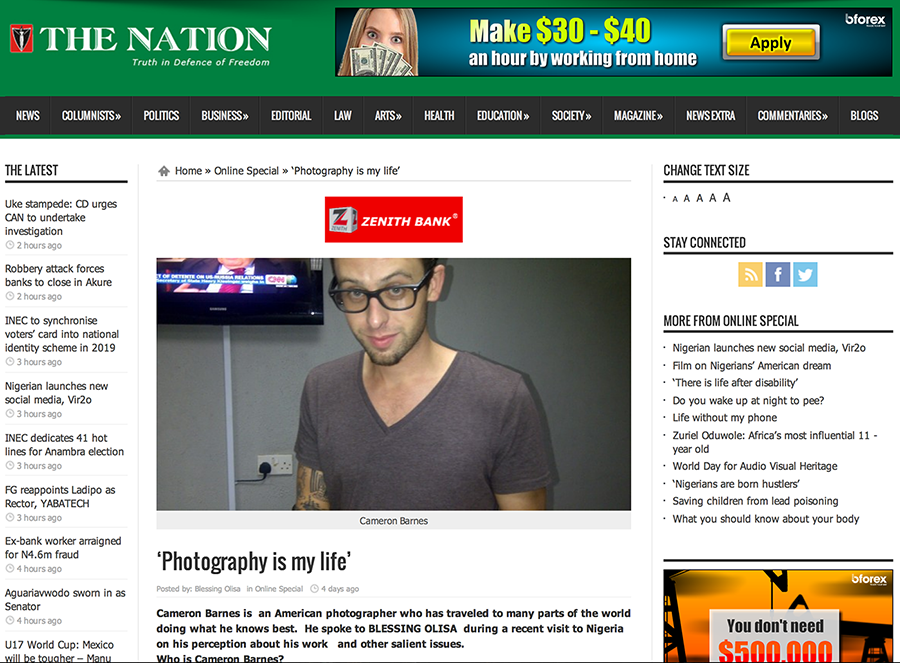 THE NATION
Truth in Defence of Freedom
Make $30 - $40
an hour by working from home
Apply
bforex
NEWS
COLUMNISTS »
POLITICS
BUSINESS »
EDITORIAL
LAW
ARTS »
HEALTH
EDUCATION »
SOCIETY »
MAGAZINE »
NEWS EXTRA
COMMENTARIES »
BLOGS
THE LATEST
Uke stampede: CD urges
CAN to undertake
investigation
2 hours ago
Robbery attack forces
banks to close in Akure
2 hours ago
INEC to synchronise
voters' card into national
identity scheme in 2019
3 hours ago
Nigerian launches new
social media, Vir2o
3 hours ago
INEC dedicates 41 hot
lines for Anambra election
3 hours ago
FG reappoints Ladipo as
Rector, YABATECH
3 hours ago
Ex-bank worker arraigned
for N4.6m fraud
4 hours ago
Aguariavwodo sworn in as
Senator
4 hours ago
U17 World Cup: Mexico
will be tougher – Manu
Home » Online Special » ‘Photography is my life’
ZENITH
ZENITH BANK®
T OF DETENTE ON US-RUSSIA RELATIONS
CNN
SAMSUNG
Cameron Barnes
‘Photography is my life’
Posted by: Blessing Olisa in Online Special 4 days ago
Cameron Barnes is an American photographer who has traveled to many parts of the world
doing what he knows best. He spoke to BLESSING OLISA during a recent visit to Nigeria
on his perception about his work and other salient issues.
Who is Cameron Barnes?
CHANGE TEXT SIZE
· A A A A A
STAY CONNECTED
f
MORE FROM ONLINE SPECIAL
· Nigerian launches new social media, Vir2o
· Film on Nigerians’ American dream
· ‘There is life after disability’
· Do you wake up at night to pee?
· Life without my phone
· Zuriel Oduwole: Africa’s most influential 11 -
year old
· World Day for Audio Visual Heritage
· ‘Nigerians are born hustlers’
· Saving children from lead poisoning
· What you should know about your body
bforex
You don't need
$500,000